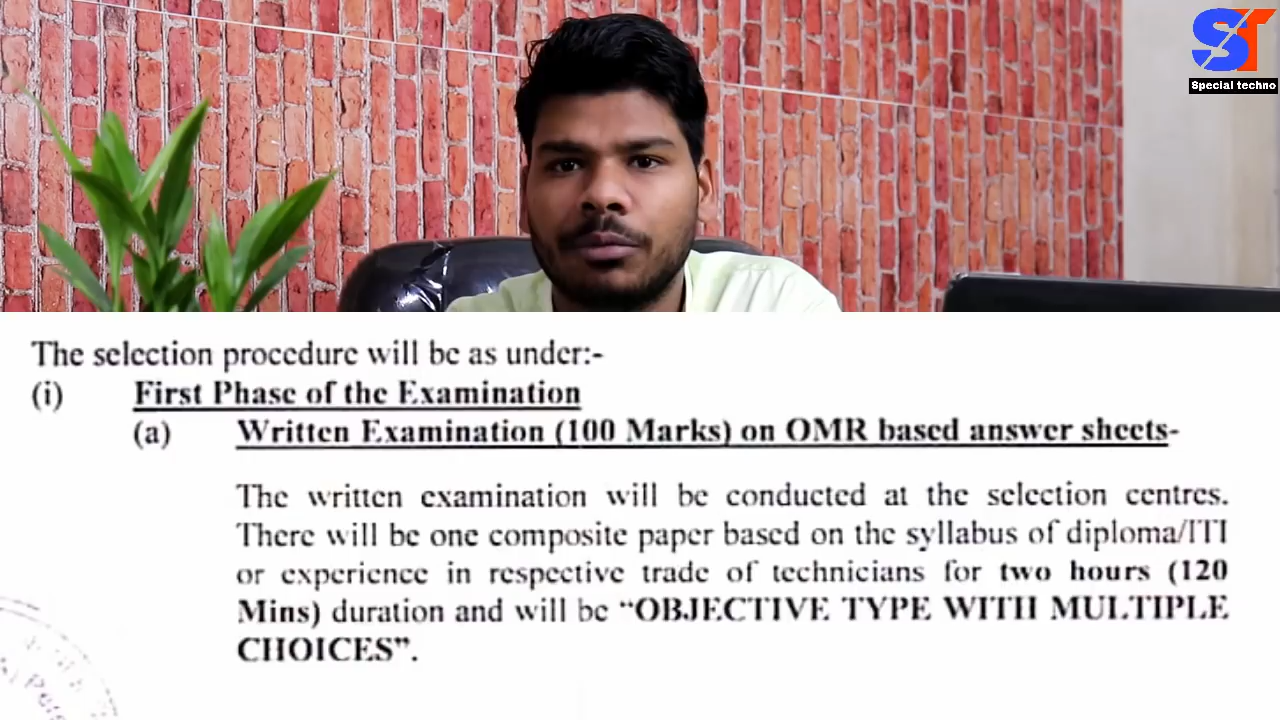 ST
Special techno
The selection procedure will be as under:-
(i) First Phase of the Examination
(a) Written Examination (100 Marks) on OMR based answer sheets-
The written examination will be conducted at the selection centres.
There will be one composite paper based on the syllabus of diploma/ITI
or experience in respective trade of technicians for two hours (120
Mins) duration and will be “OBJECTIVE TYPE WITH MULTIPLE
CHOICES”.